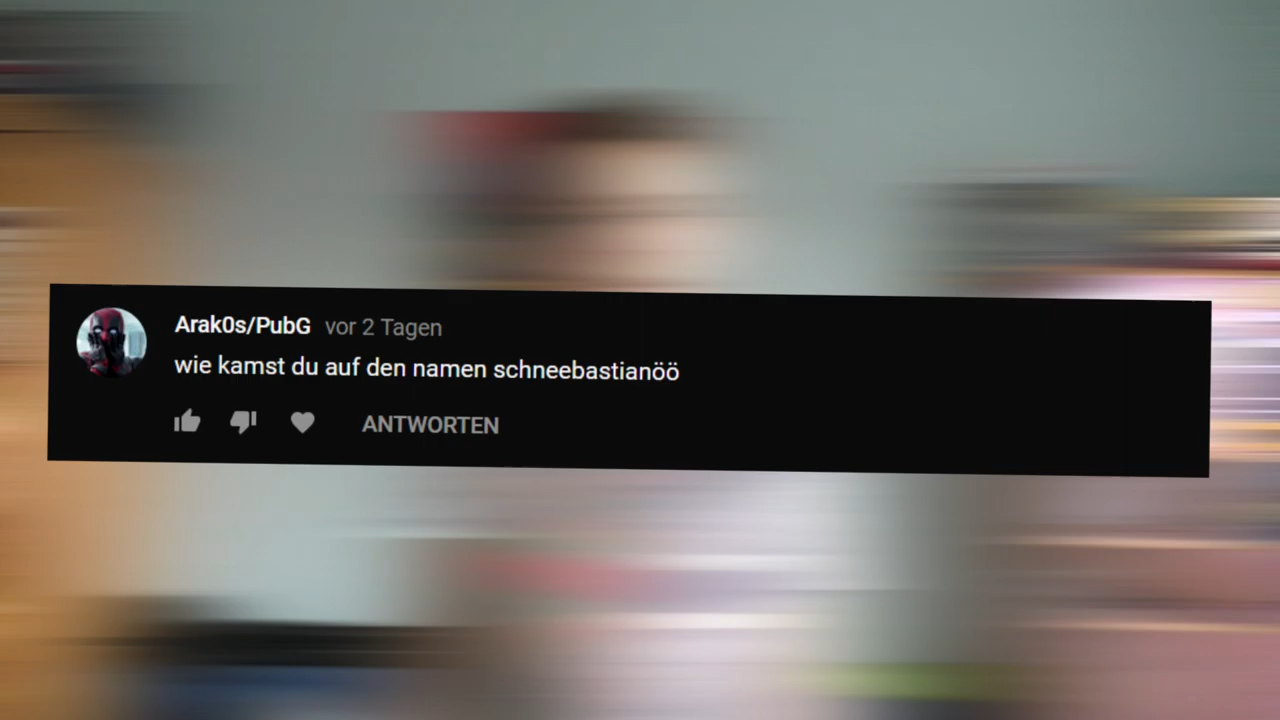 Arak0s/PubG vor 2 Tagen
wie kamst du auf den namen schneebastianöö
ANTWORTEN